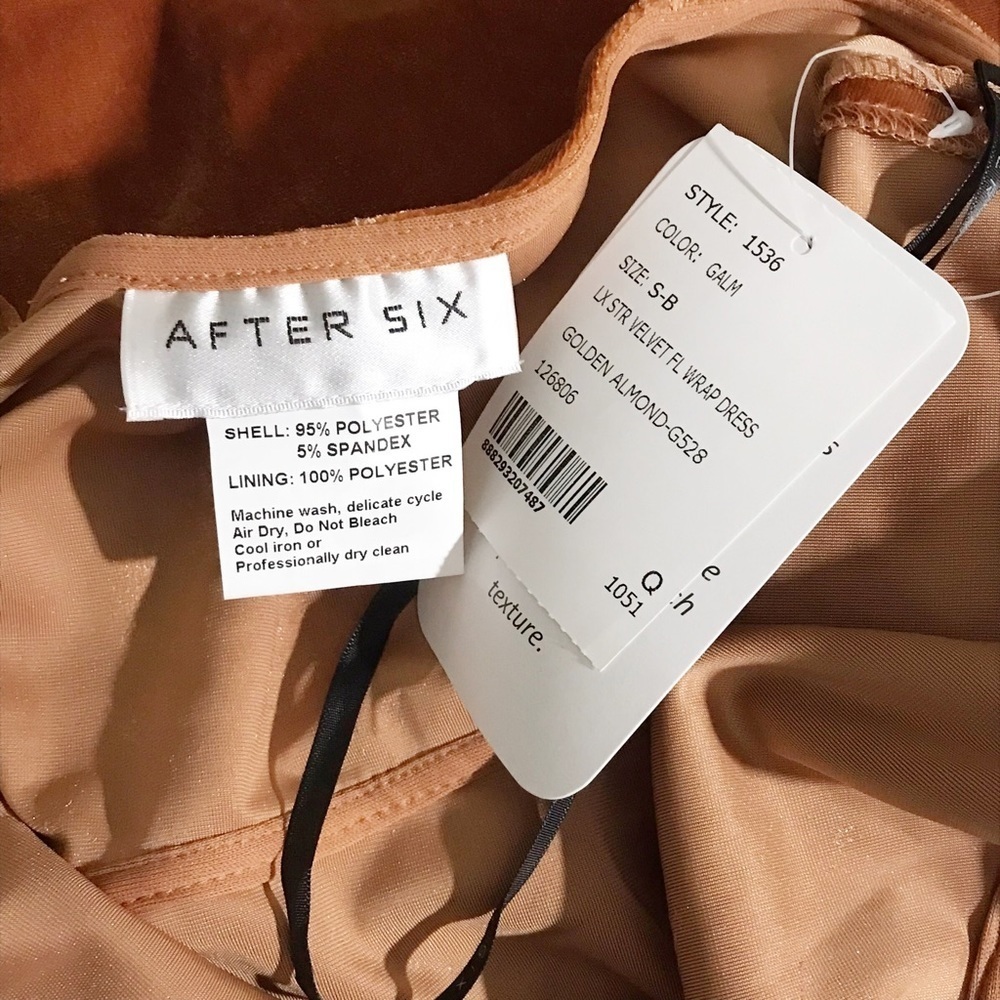 AFTER SIX
SHELL: 95% POLYESTER
5% SPANDEX
LINING: 100% POLYESTER
Machine wash, delicate cycle
Air Dry, Do Not Bleach
Cool iron or
Professionally dry clean
STYLE: 1536
COLOR: GALM
SIZE: S-B
LX STR VELVET FL WRAP DRESS
GOLDEN ALMOND-G528
126806
888293207487
Q
1051
texture.